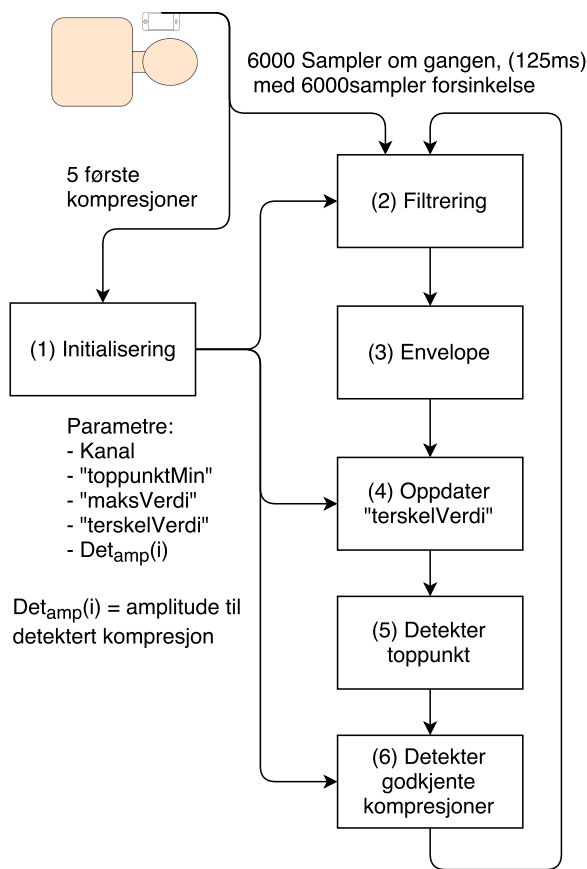 6000 Sampler om gangen, (125ms)
med 6000sampler forsinkelse
5 første
kompresjoner
(2) Filtrering
(1) Initialisering
(3) Envelope
Parametre:
- Kanal
- "toppunktMin"
- "maksVerdi"
- "terskelVerdi"
- Detamp(i)
(4) Oppdater
"terskelVerdi"
Detamp(i) = amplitude til
detektert kompresjon
(5) Detekter
toppunkt
(6) Detekter
godkjente
kompresjoner